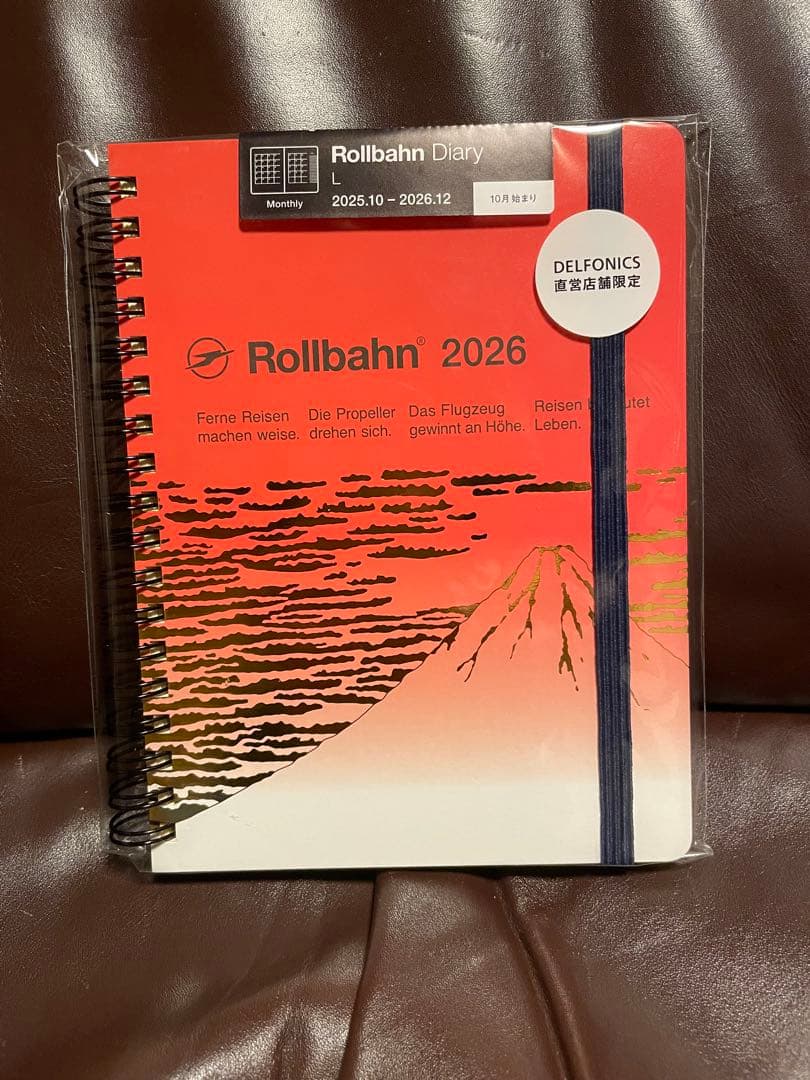 Rollbahn Diary
L
Monthly
2025.10 – 2026.12
10月始まり
DELFONICS
直営店舗限定
Rollbahn® 2026
Ferne Reisen
machen weise.
Die Propeller
drehen sich.
Das Flugzeug
gewinnt an Höhe.
Reisen
Leben.